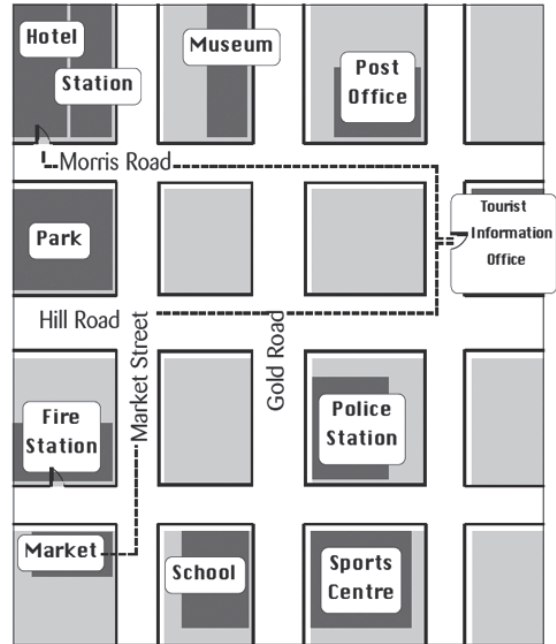 Hotel
Station
Museum
Post
Office
Morris Road
Park
Tourist
Information
Office
Hill Road
Market Street
Gold Road
Fire
Station
Police
Station
Market
School
Sports
Centre